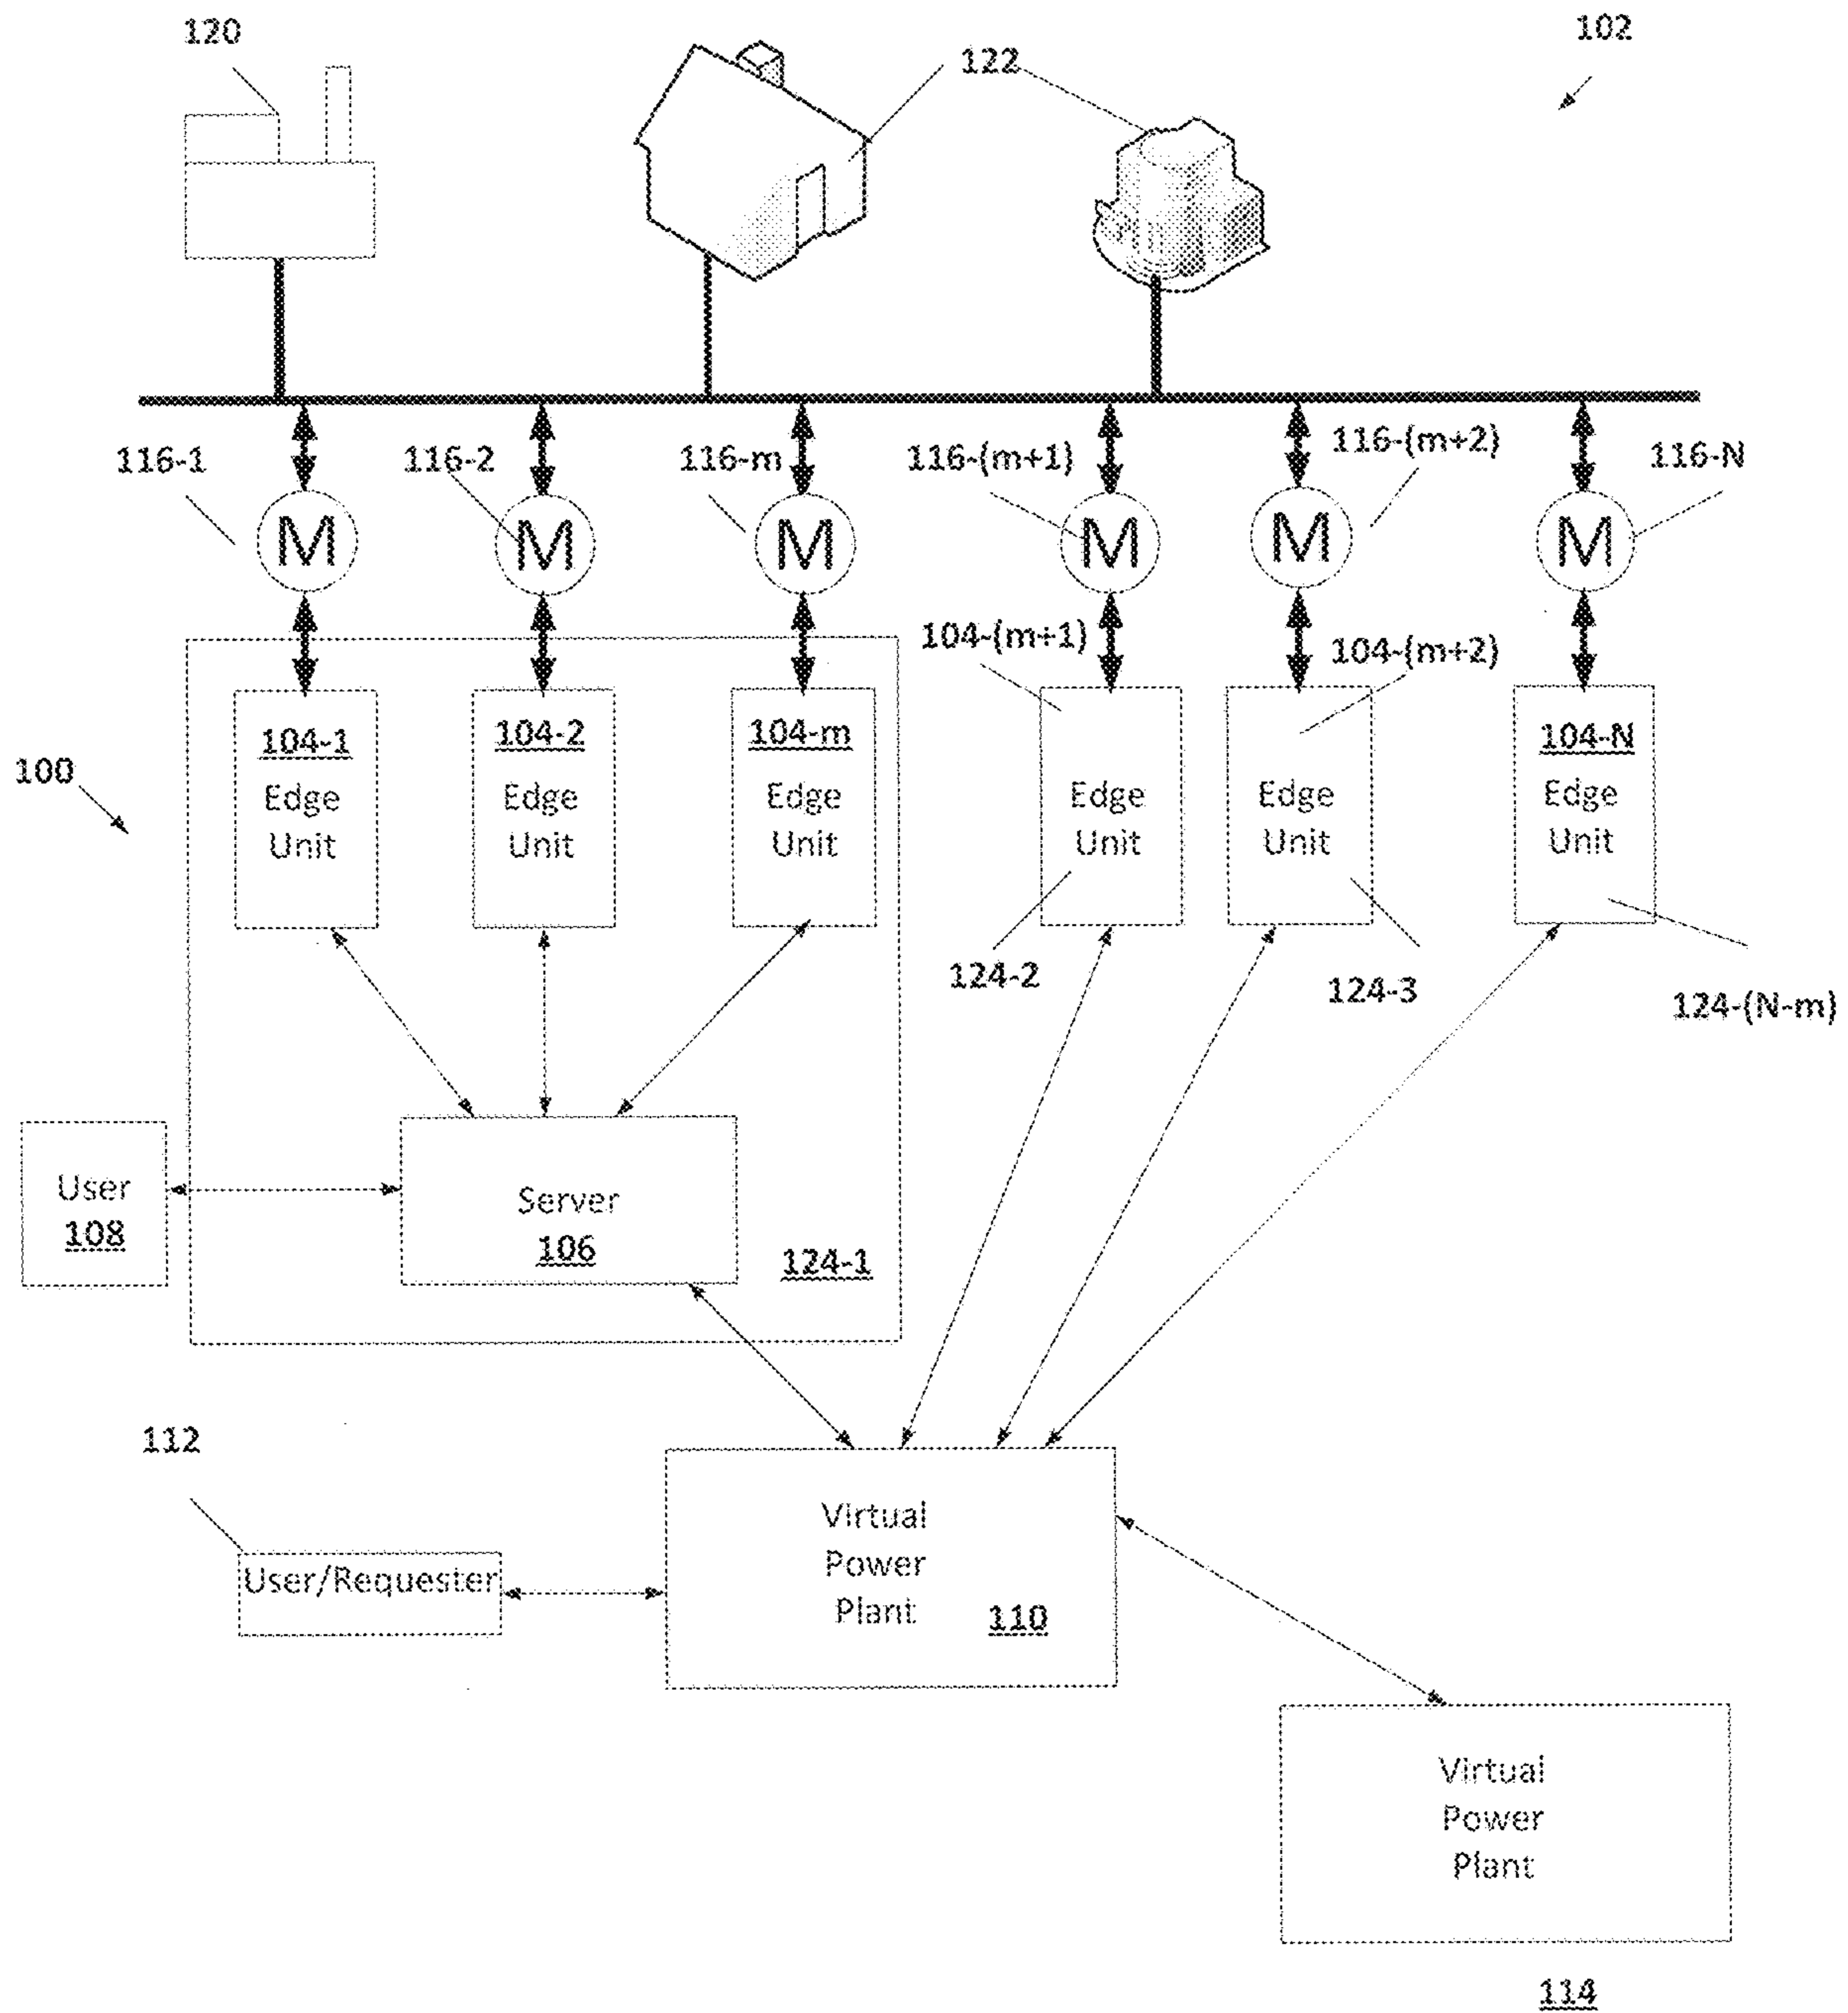 120
122
102
116-1
116-2
116-m
116-(m+1)
116-(m+2)
116-N
M
M
M
M
M
M
104-(m+1)
104-(m+2)
100
104-1
Edge
Unit
104-2
Edge
Unit
104-m
Edge
Unit
Edge
Unit
Edge
Unit
104-N
Edge
Unit
124-2
124-3
124-(N-m)
User
108
Server
106
124-1
112
User/Requester
Virtual
Power
Plant
110
Virtual
Power
Plant
114